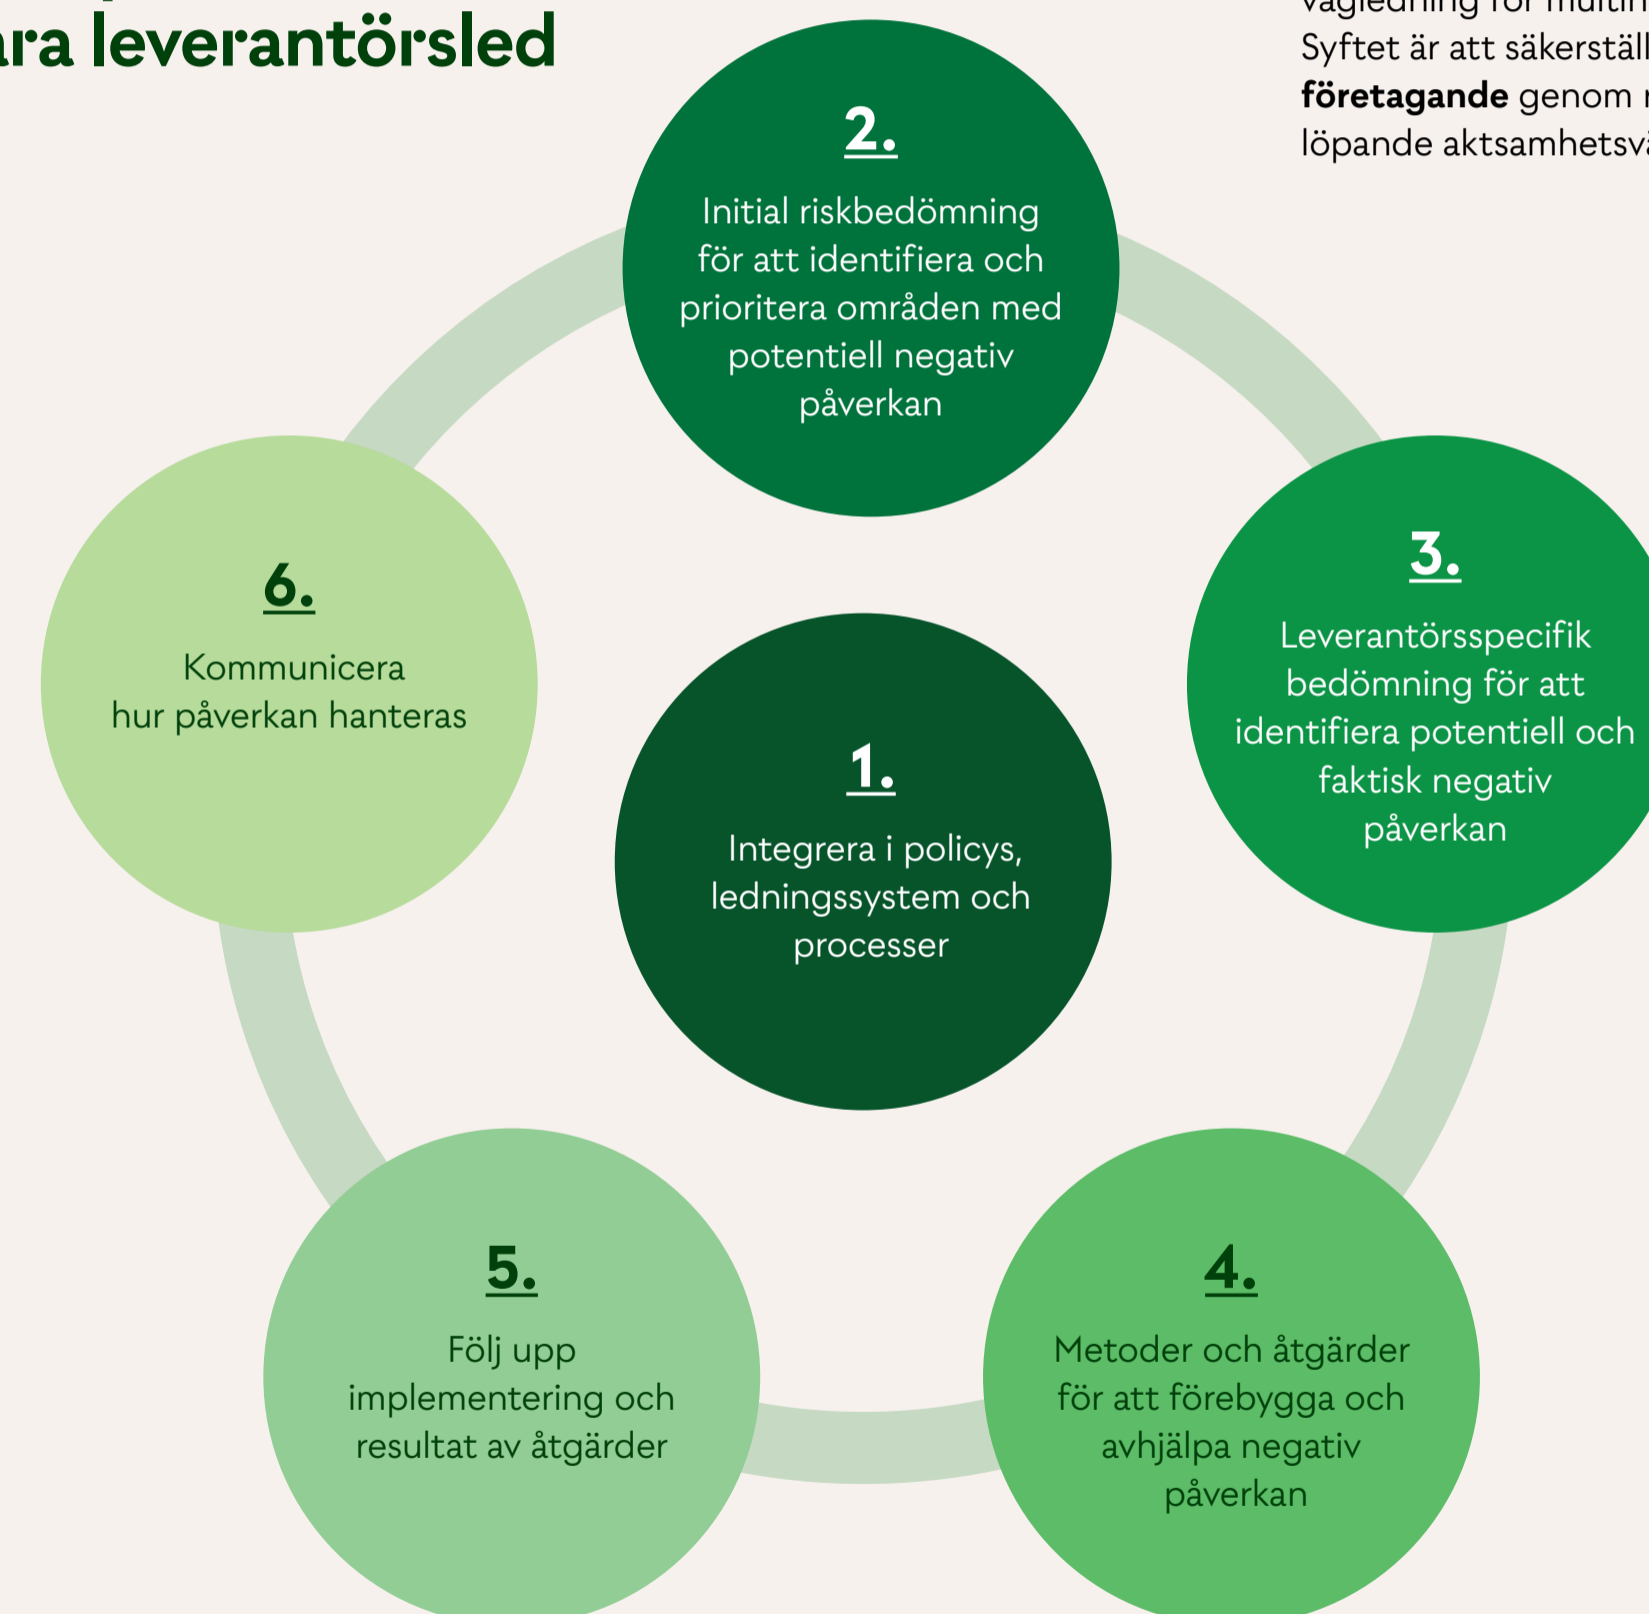 leverantörsled
vägledning för
Syftet är att
företagande genom
löpande
2.
Initial riskbedömning
för att identifiera och
prioritera områden med
potentiell negativ
påverkan
3.
Leverantörsspecifik
bedömning för att
identifiera potentiell och
faktisk negativ
påverkan
6.
Kommunicera
hur påverkan hanteras
1.
Integrera i policys,
ledningssystem och
processer
5.
Följ upp
implementering och
resultat av åtgärder
4.
Metoder och åtgärder
för att förebygga och
avhjälpa negativ
påverkan